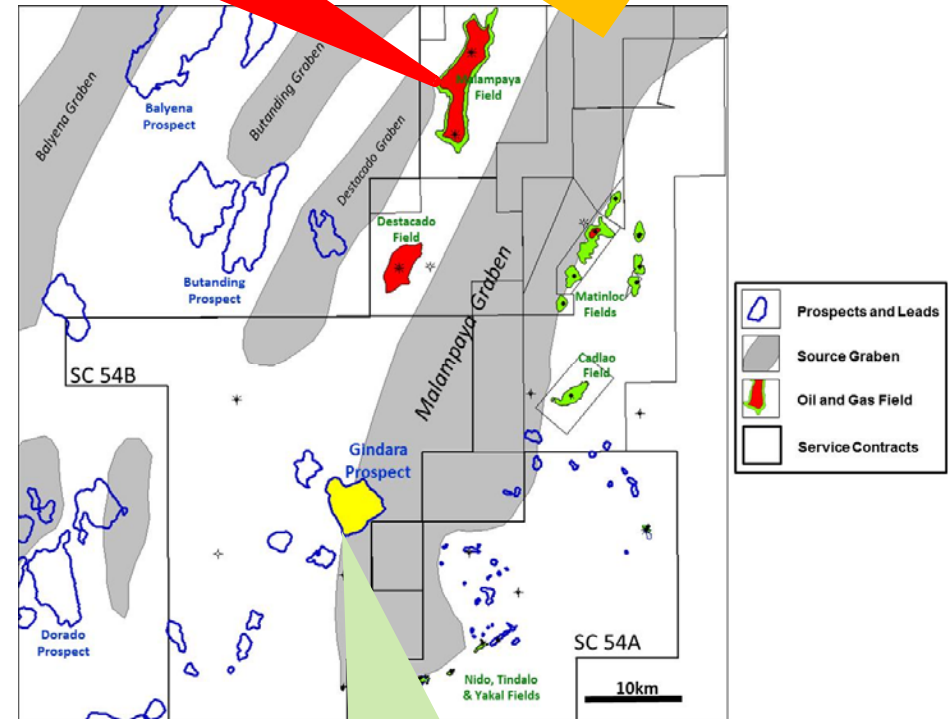 Balyena Graben
Balyena
Prospect
Butanding Graben
Destacado Graben
Malampaya
Field
Butanding
Prospect
Destacado
Field
Malampaya Graben
Matinloc
Fields
Cadlao
Field
SC 54B
Gindara
Prospect
Dorado
Prospect
Nido, Tindalo
& Yakal Fields
SC 54A
10km
Prospects and Leads
Source Graben
Oil and Gas Field
Service Contracts